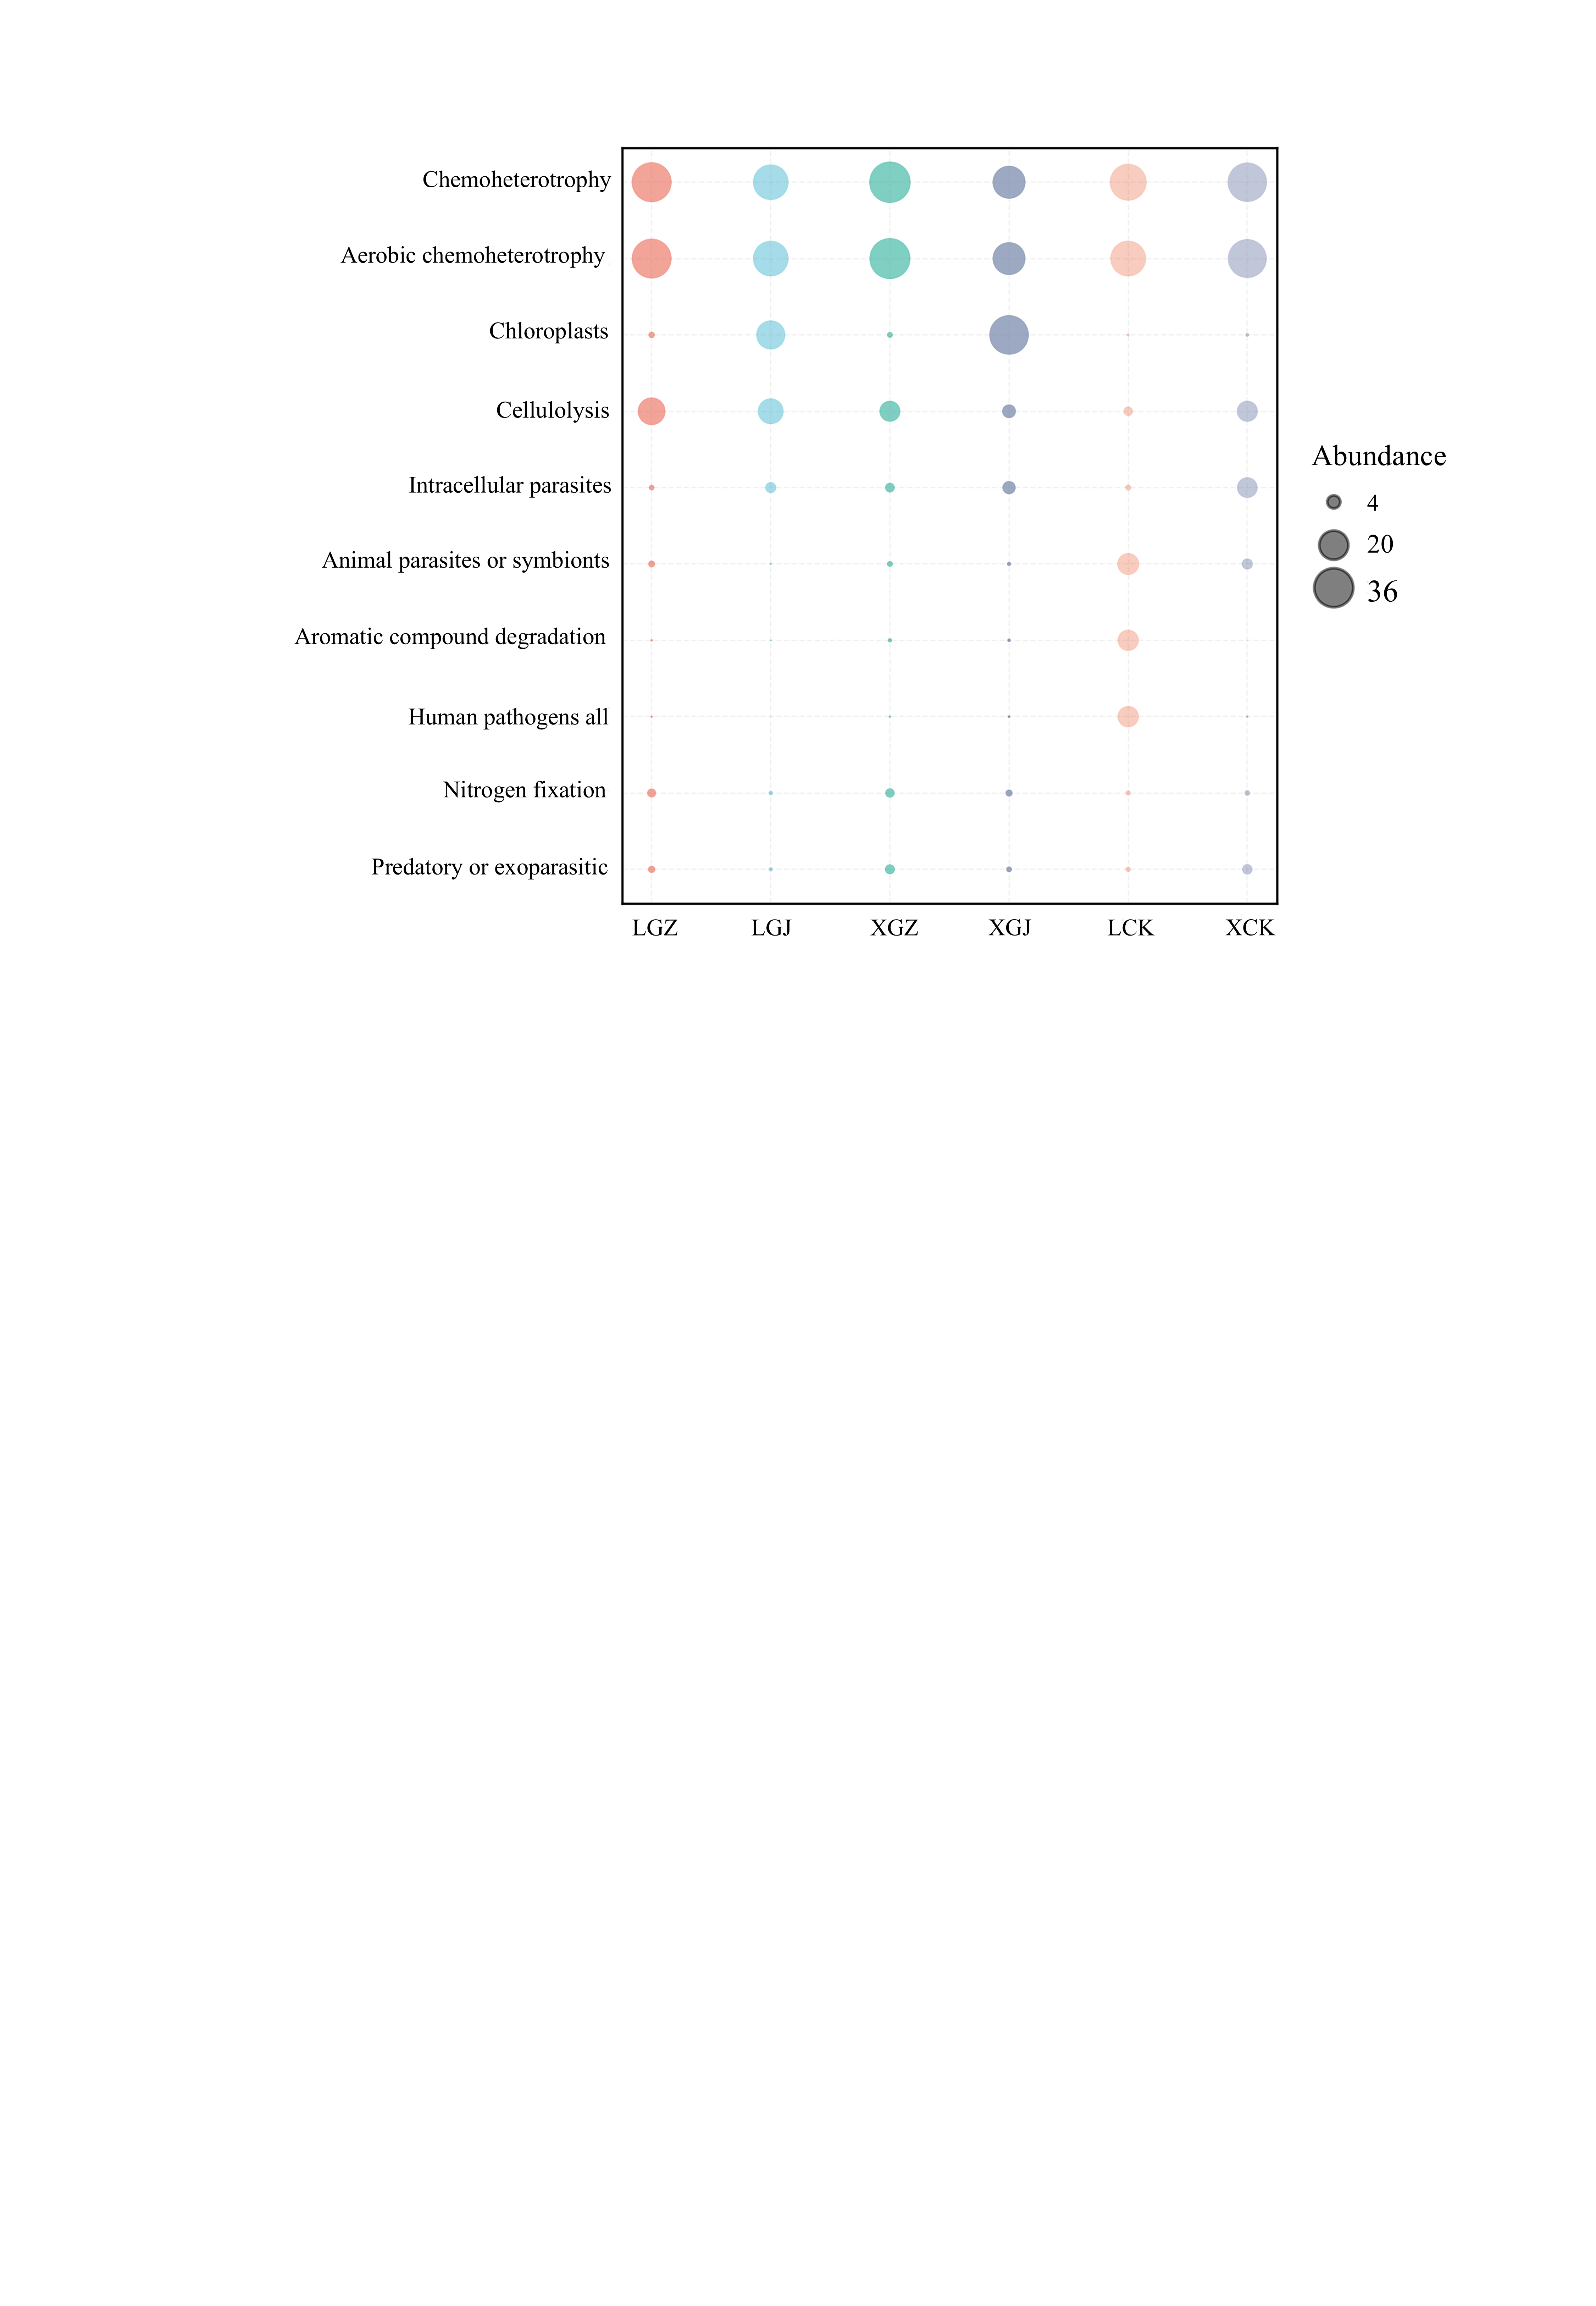 Chemoheterotrophy
Aerobic chemoheterotrophy
Chloroplasts
Cellulolysis
Intracellular parasites
Animal parasites or symbionts
Aromatic compound degradation
Human pathogens all
Nitrogen fixation
Predatory or exoparasitic
LGZ LGJ XGZ XGJ LCK XCK
Abundance
4
20
36